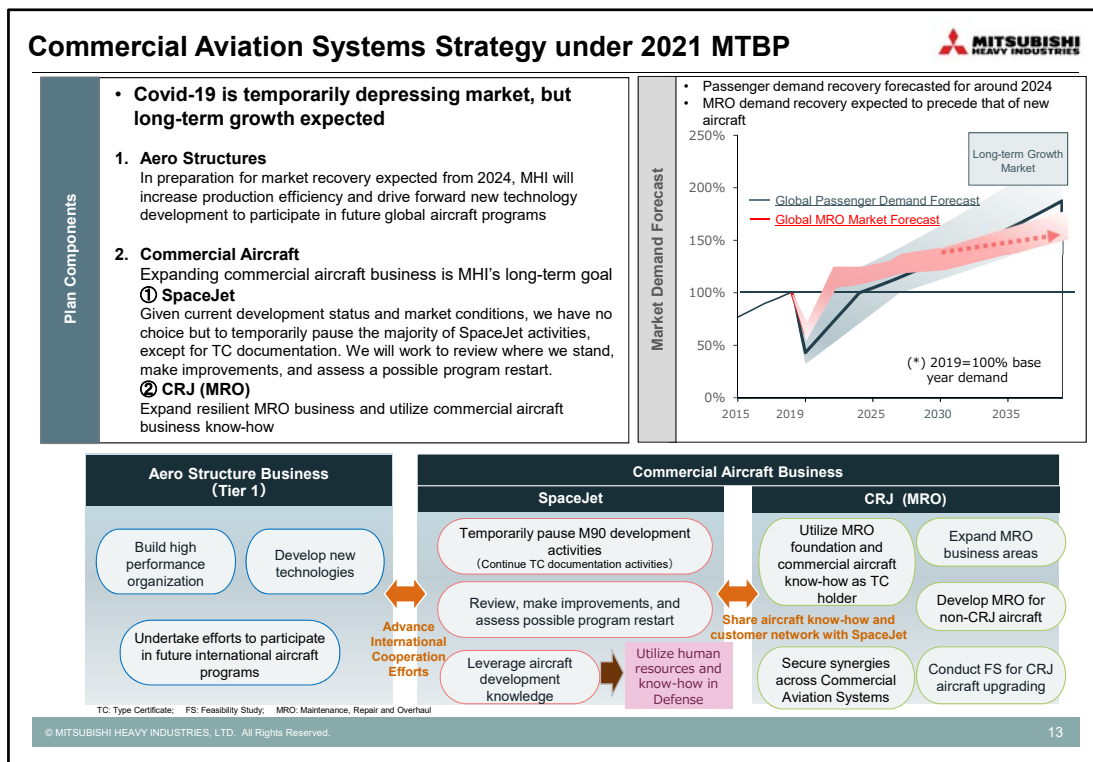 Commercial Aviation Systems Strategy under 2021 MTBP
MITSUBISHI
HEAVY INDUSTRIES
Plan Components
• Covid-19 is temporarily depressing market, but
long-term growth expected
1. Aero Structures
In preparation for market recovery expected from 2024, MHI will
increase production efficiency and drive forward new technology
development to participate in future global aircraft programs
2. Commercial Aircraft
Expanding commercial aircraft business is MHI's long-term goal
① SpaceJet
Given current development status and market conditions, we have no
choice but to temporarily pause the majority of SpaceJet activities,
except for TC documentation. We will work to review where we stand,
make improvements, and assess a possible program restart.
② CRJ (MRO)
Expand resilient MRO business and utilize commercial aircraft
business know-how
Market Demand Forecast
• Passenger demand recovery forecasted for around 2024
• MRO demand recovery expected to precede that of new
aircraft
250%
200%
150%
100%
50%
0%
Long-term Growth
Market
Global Passenger Demand Forecast
Global MRO Market Forecast
(*) 2019=100% base
year demand
2015 2019 2025 2030 2035
Aero Structure Business
(Tier 1)
Build high
performance
organization
Develop new
technologies
Undertake efforts to participate
in future international aircraft
programs
Advance
International
Cooperation
Efforts
Commercial Aircraft Business
SpaceJet
Temporarily pause M90 development
activities
(Continue TC documentation activities)
Review, make improvements, and
assess possible program restart
Leverage aircraft
development
knowledge
Utilize human
resources and
know-how in
Defense
Share aircraft know-how and
customer network with SpaceJet
CRJ (MRO)
Utilize MRO
foundation and
commercial aircraft
know-how as TC
holder
Expand MRO
business areas
Develop MRO for
non-CRJ aircraft
Secure synergies
across Commercial
Aviation Systems
Conduct FS for CRJ
aircraft upgrading
TC: Type Certificate; FS: Feasibility Study; MRO: Maintenance, Repair and Overhaul
© MITSUBISHI HEAVY INDUSTRIES, LTD. All Rights Reserved.
13